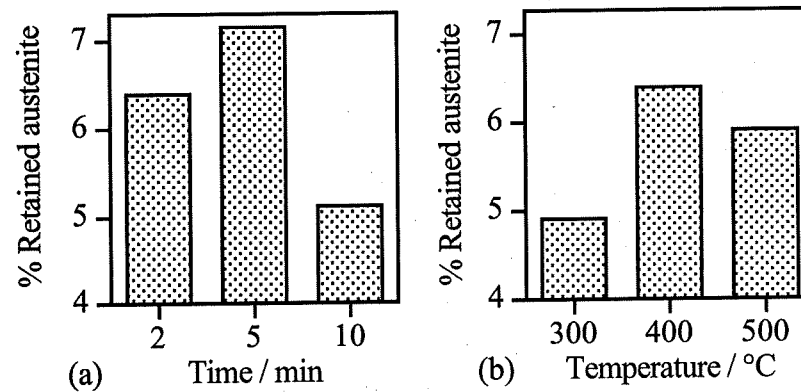 % Retained austenite
7
6
5
4
2 5 10
(a) Time / min
% Retained austenite
7
6
5
4
300 400 500
(b) Temperature / °C